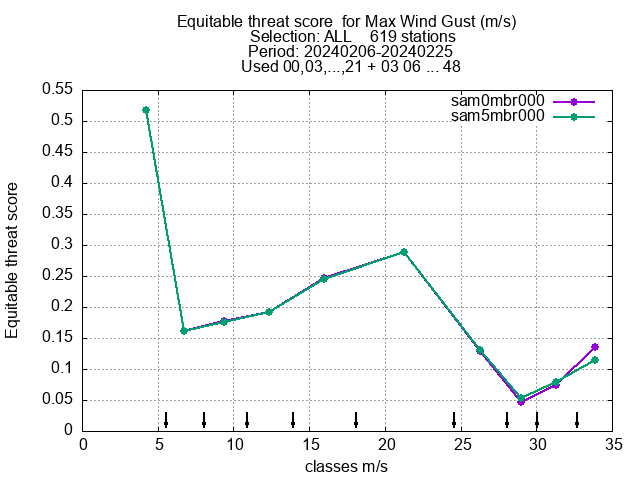 Equitable threat score  for Max Wind Gust (m/s)
Selection: ALL    619 stations
Period: 20240206-20240225
Used 00,03,...,21 + 03 06 ... 48
sam0mbr000
sam5mbr000
0.55
0.5
0.45
0.4
0.35
0.3
0.25
0.2
0.15
0.1
0.05
0
Equitable threat score
0 5 10 15 20 25 30 35
classes m/s